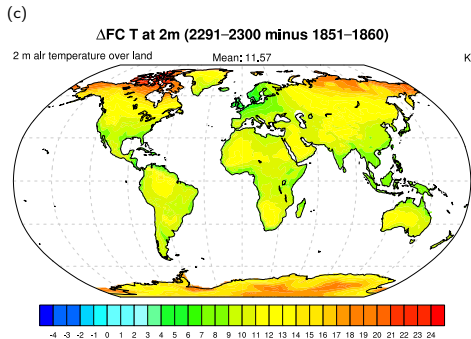 (c)
ΔFC T at 2m (2291–2300 minus 1851–1860)
2 m air temperature over land Mean: 11.57 K
-4 -3 -2 -1 0 1 2 3 4 5 6 7 8 9 10 11 12 13 14 15 16 17 18 19 20 21 22 23 24